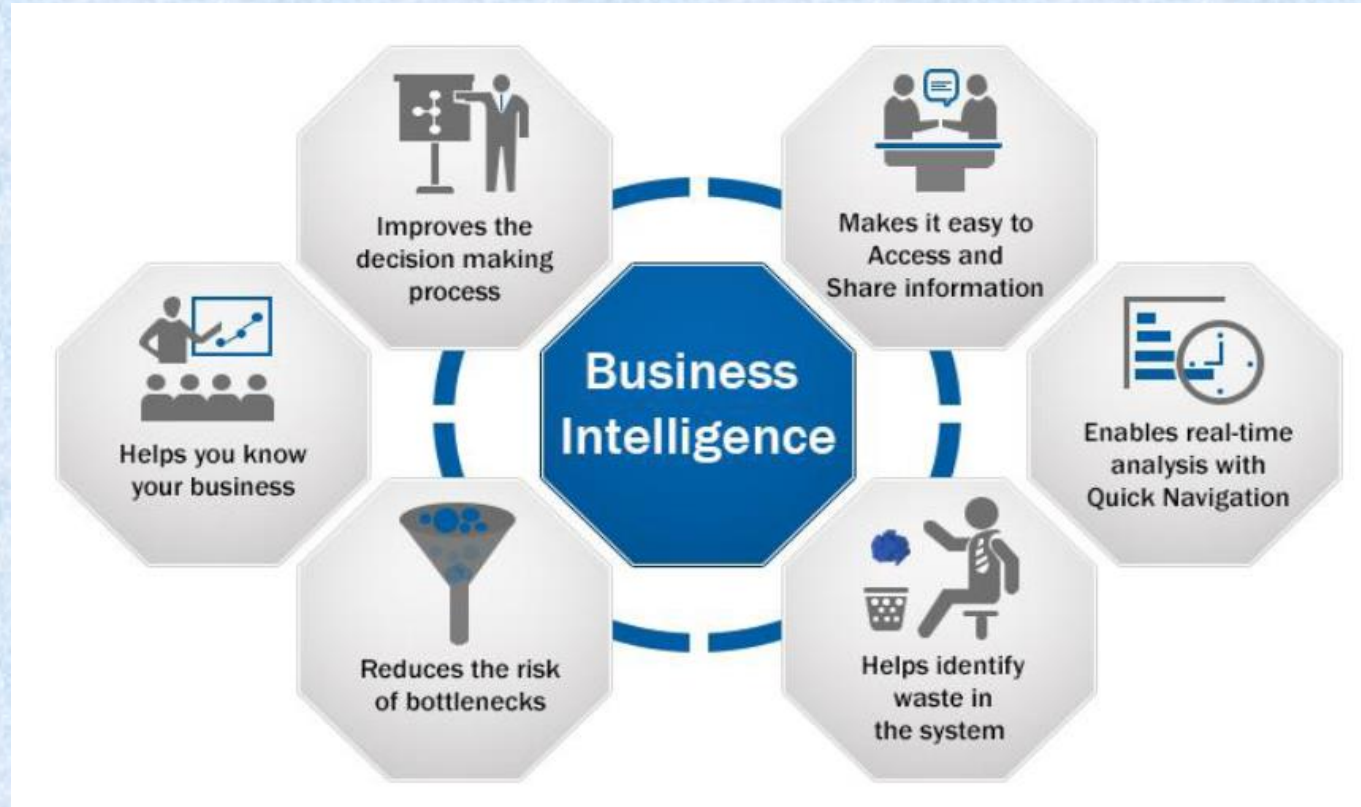 Improves the
decision making
process
Makes it easy to
Access and
Share information
Helps you know
your business
Business
Intelligence
Enables real-time
analysis with
Quick Navigation
Reduces the risk
of bottlenecks
Helps identify
waste in
the system